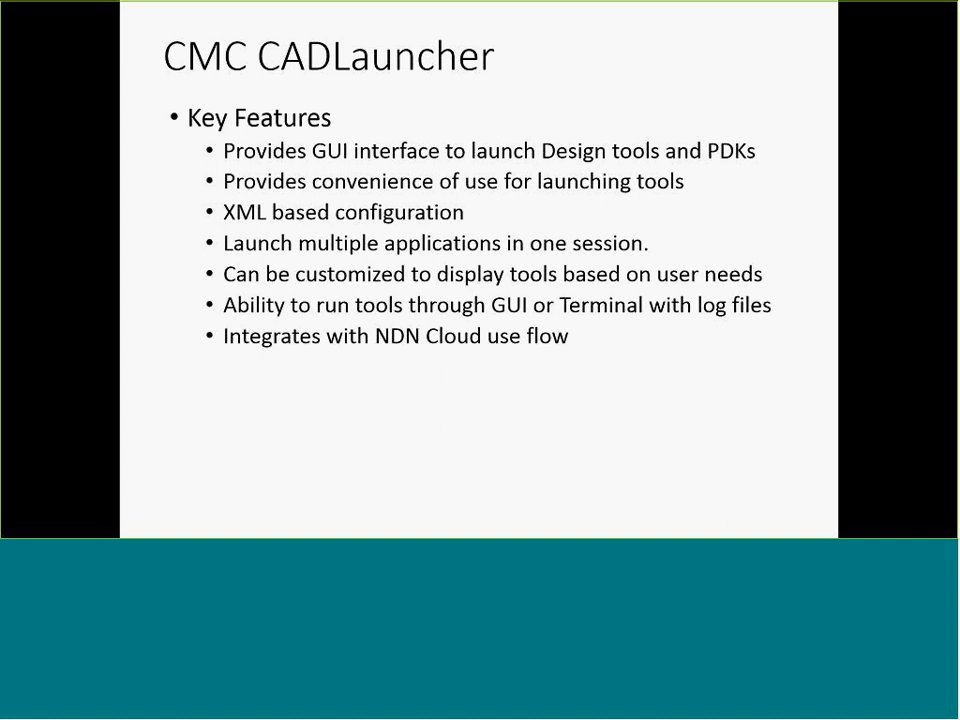 CMC CADLauncher
• Key Features
• Provides GUI interface to launch Design tools and PDKs
• Provides convenience of use for launching tools
• XML based configuration
• Launch multiple applications in one session.
• Can be customized to display tools based on user needs
• Ability to run tools through GUI or Terminal with log files
• Integrates with NDN Cloud use flow